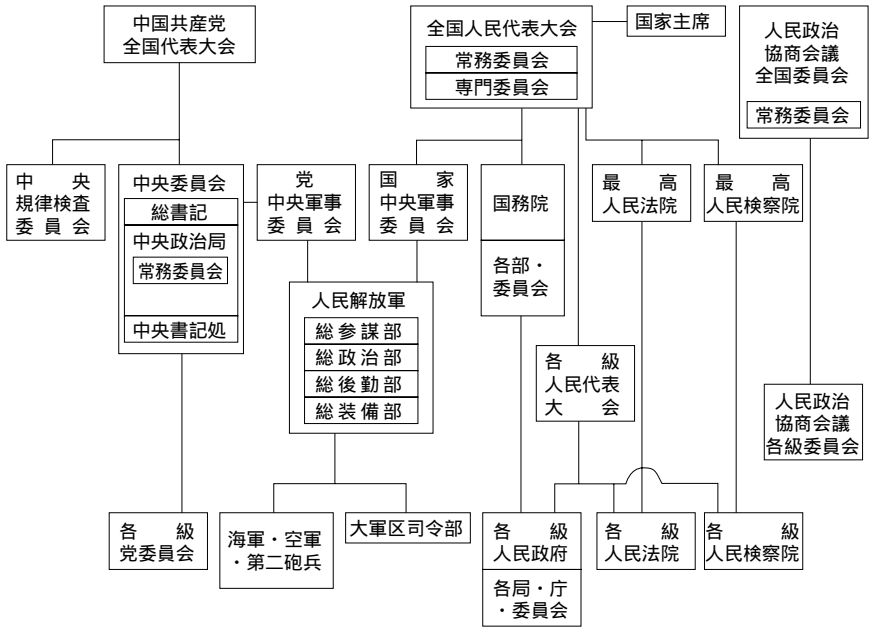 中国共産党
全国代表大会
全国人民代表大会
常務委員会
専門委員会
国家主席
人民政治
協商会議
全国委員会
常務委員会
中央
規律検査
委員会
中央委員会
総書記
中央政治局
常務委員会
中央書記処
党
中央軍事
委員会
国家
中央軍事
委員会
国務院
各部・
委員会
最高
人民法院
最高
人民検察院
人民解放軍
総参謀部
総政治部
総後勤部
総装備部
各級
人民代表
大会
人民政治
協商会議
各級委員会
各級
党委員会
海軍・空軍
・第二砲兵
大軍区司令部
各級
人民政府
各局・庁
・委員会
各級
人民法院
各級
人民検察院